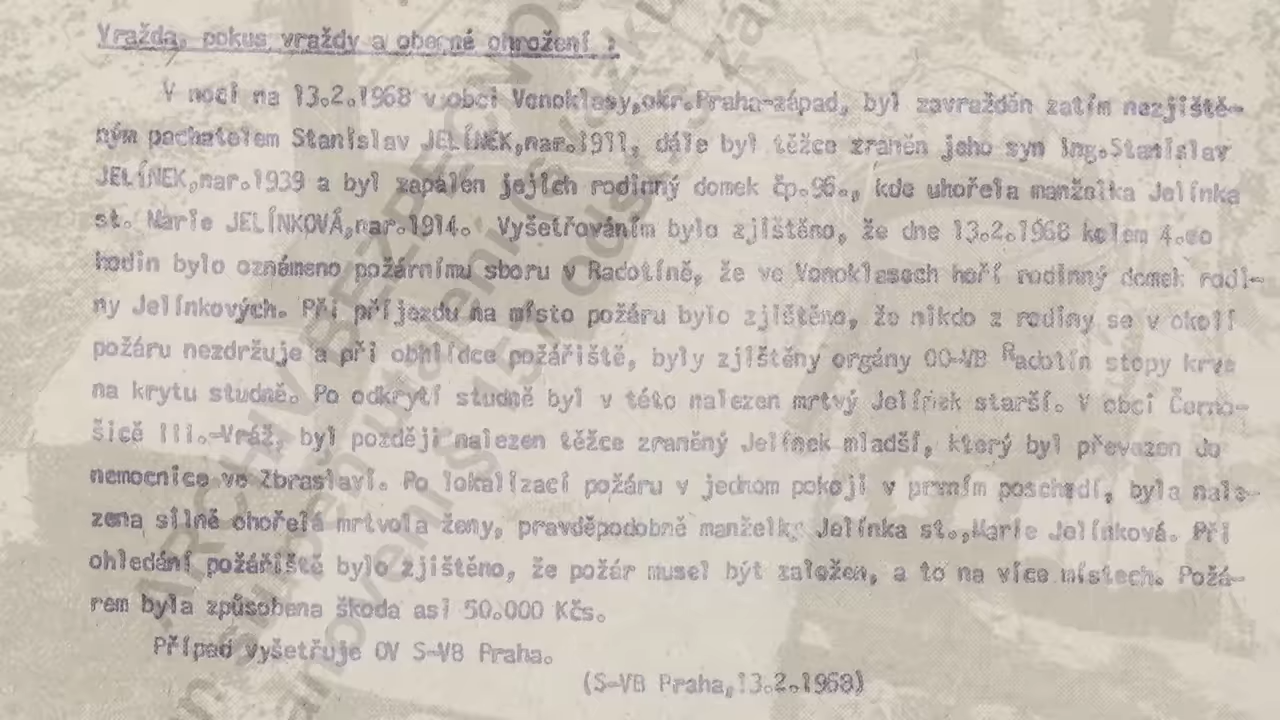 Vražda, pokus vraždy a obecné ohrožení :
V noci na 13.2.1968 v obci Vonoklasy,okr.Praha-západ, byl zavražděn zatím nezjiště-
ným pachatelem Stanislav JELÍNEK,nar.1911, dále byl těžce zraněn jeho syn ing.Stanislav
JELÍNEK,nar.1939 a byl zapálen jejich rodinný domek čp.96., kde uhořela manželka Jelínka
st. Marie JELÍNKOVÁ,nar.1914. Vyšetřováním bylo zjištěno, že dne 13.2.1968 kolem 4.oo
hodin bylo oznámeno požárnímu sboru v Radotíně, že ve Vonoklasech hoří rodinný domek rodi-
ny Jelínkových. Při příjezdu na místo požáru bylo zjištěno, že nikdo z rodiny se v okolí
požáru nezdržuje a při obhlídce požářiště, byly zjištěny orgány OO-VB Radotín stopy krve
na krytu studně. Po odkrytí studně byl v této nalezen mrtvý Jelínek starší. V obci Černo-
šicě III.-Vráž, byl později nalezen těžce zraněný Jelínek mladší, který byl převezen do
nemocnice ve Zbraslavi. Po lokalizaci požáru v jednom pokoji v prvním poschodí, byla nale-
zena silně ohořelá mrtvola ženy, pravděpodobně manželky Jelínka st.,Marie Jelínková. Při
ohledání požářiště bylo zjištěno, že požár musel být založen, a to na více místech. Požá-
rem byla způsobena škoda asi 50.000 Kčs.
Případ vyšetřuje OV S-VB Praha.
(S-VB Praha,13.2.1968)
ARCHIV BEZPEČNOS